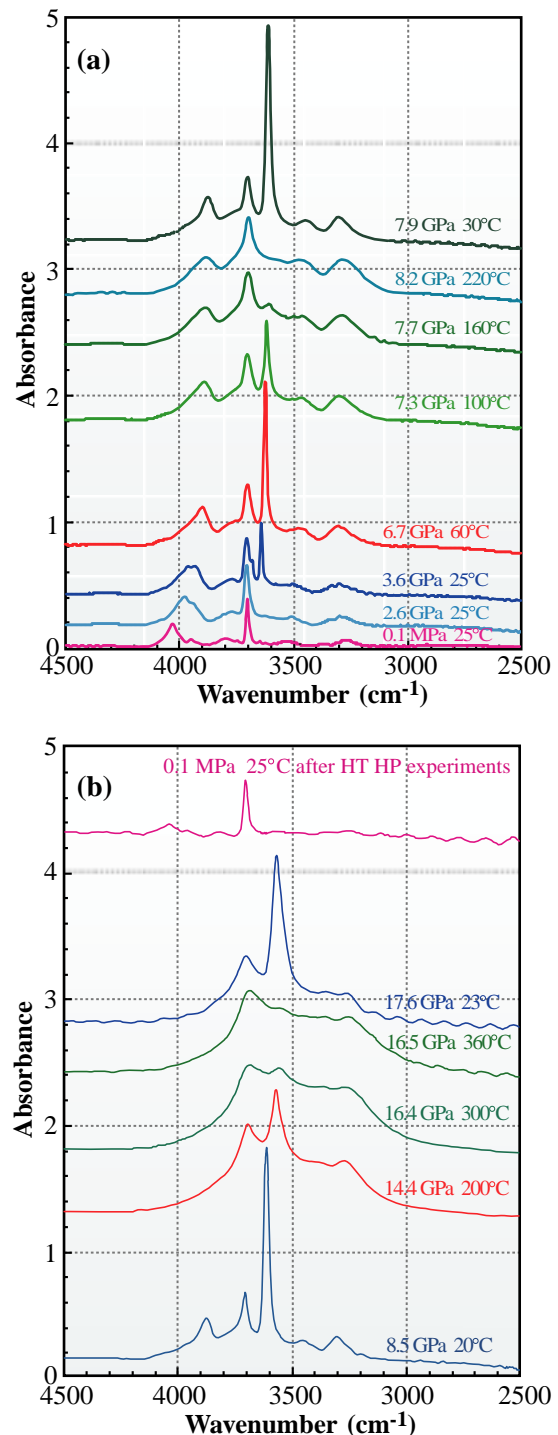 5
(a)
4
7.9 GPa 30°C
3
8.2 GPa 220°C
7.7 GPa 160°C
2
7.3 GPa 100°C
1
6.7 GPa 60°C
3.6 GPa 25°C
2.6 GPa 25°C
0.1 MPa 25°C
0
Absorbance
4500 4000 3500 3000 2500
Wavenumber (cm-1)
5
0.1 MPa 25°C after HT HP experiments
(b)
4
3
17.6 GPa 23°C
16.5 GPa 360°C
16.4 GPa 300°C
2
14.4 GPa 200°C
1
8.5 GPa 20°C
0
Absorbance
4500 4000 3500 3000 2500
Wavenumber (cm-1)